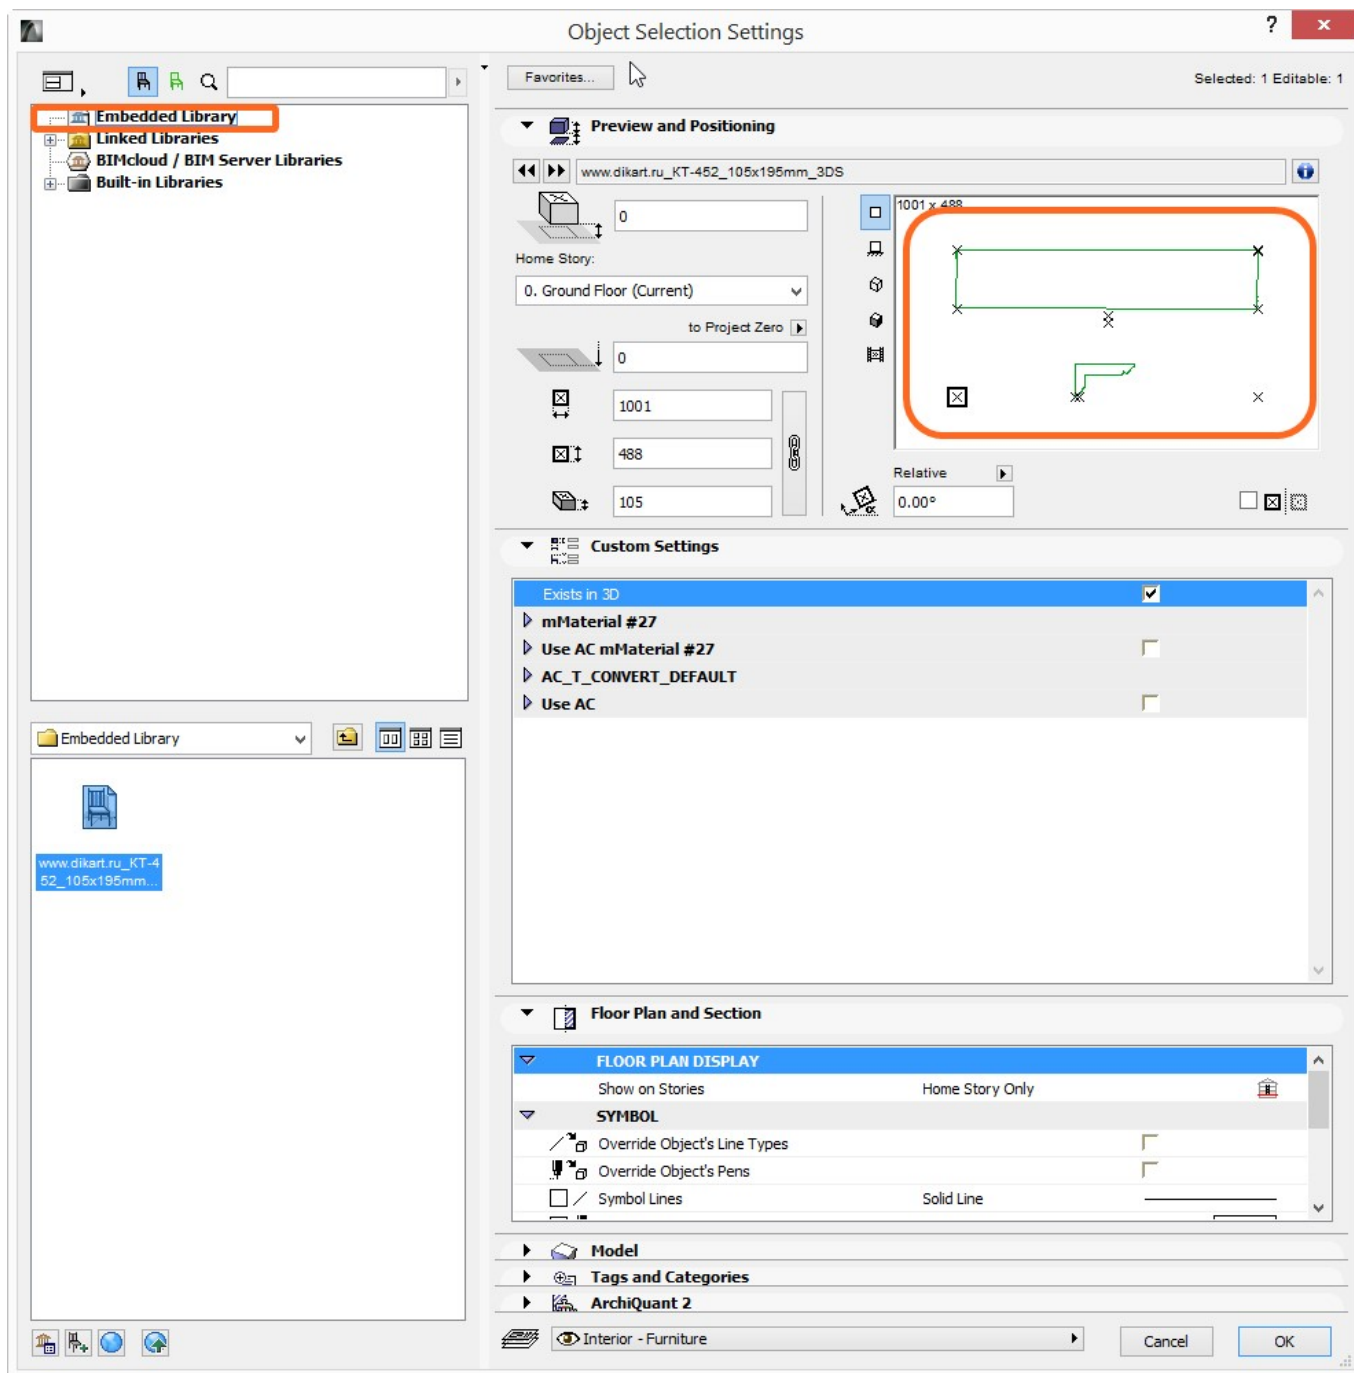 Object Selection Settings
?
Favorites...
Selected: 1 Editable: 1
Embedded Library
Linked Libraries
BIMcloud / BIM Server Libraries
Built-in Libraries
Preview and Positioning
www.dikart.ru_KT-452_105x195mm_3DS
0
1001 x 488
Home Story:
0. Ground Floor (Current)
to Project Zero
0
1001
488
105
Relative
0.00°
Custom Settings
Exists in 3D
mMaterial #27
Use AC mMaterial #27
AC_T_CONVERT_DEFAULT
Use AC
Embedded Library
www.dikart.ru_KT-4
52_105x195mm...
Floor Plan and Section
FLOOR PLAN DISPLAY
Show on Stories Home Story Only
SYMBOL
Override Object's Line Types
Override Object's Pens
Symbol Lines Solid Line
Model
Tags and Categories
ArchiQuant 2
Interior - Furniture
Cancel
OK